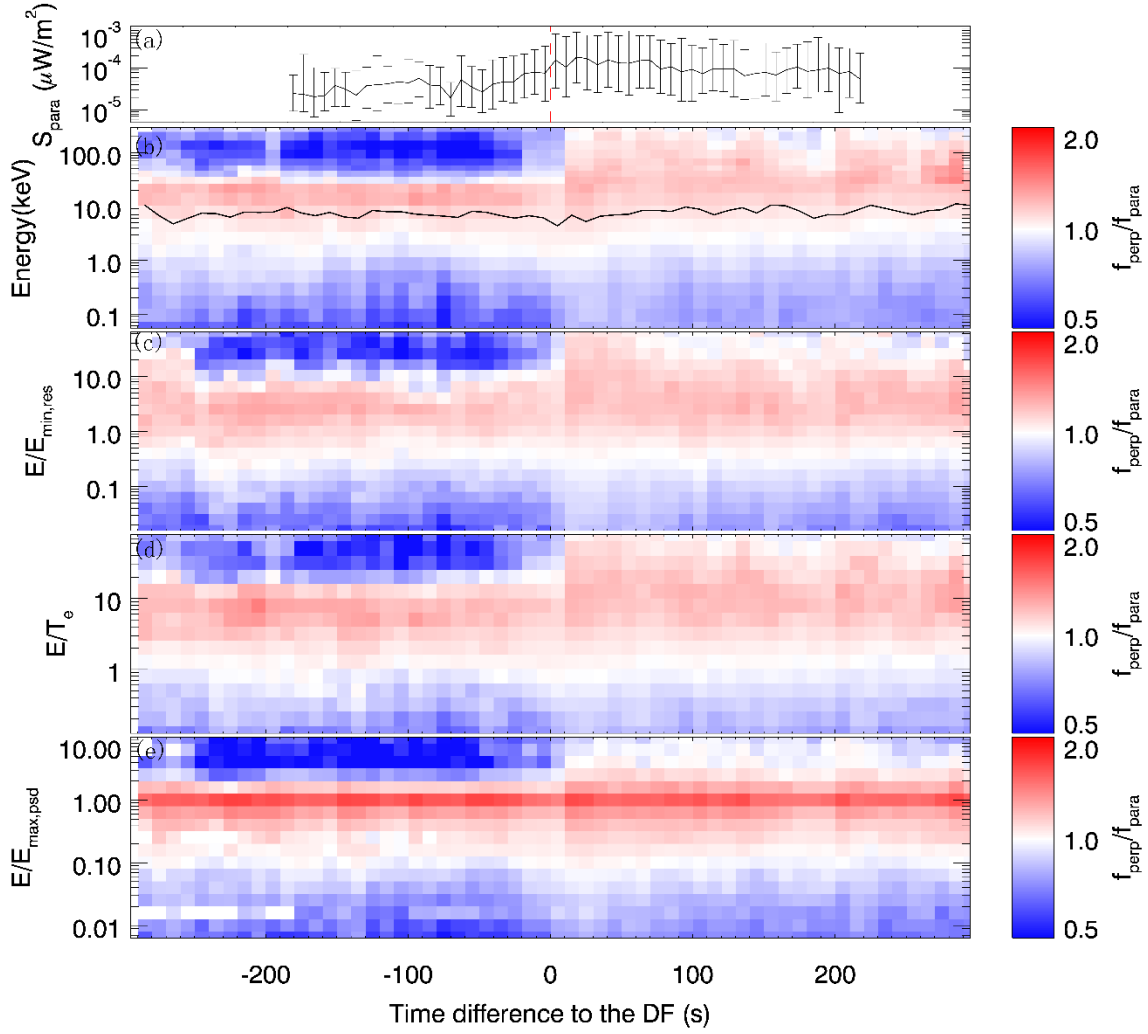 (a)
S_para (μW/m²)
10⁻³
10⁻⁴
10⁻⁵
(b)
Energy(keV)
100.0
10.0
1.0
0.1
2.0
1.0
0.5
f_perp/f_para
(c)
E/E_min,res
10.0
1.0
0.1
2.0
1.0
0.5
f_perp/f_para
(d)
E/T_e
10
1
2.0
1.0
0.5
f_perp/f_para
(e)
E/E_max,psd
10.00
1.00
0.10
0.01
2.0
1.0
0.5
f_perp/f_para
-200 -100 0 100 200
Time difference to the DF (s)